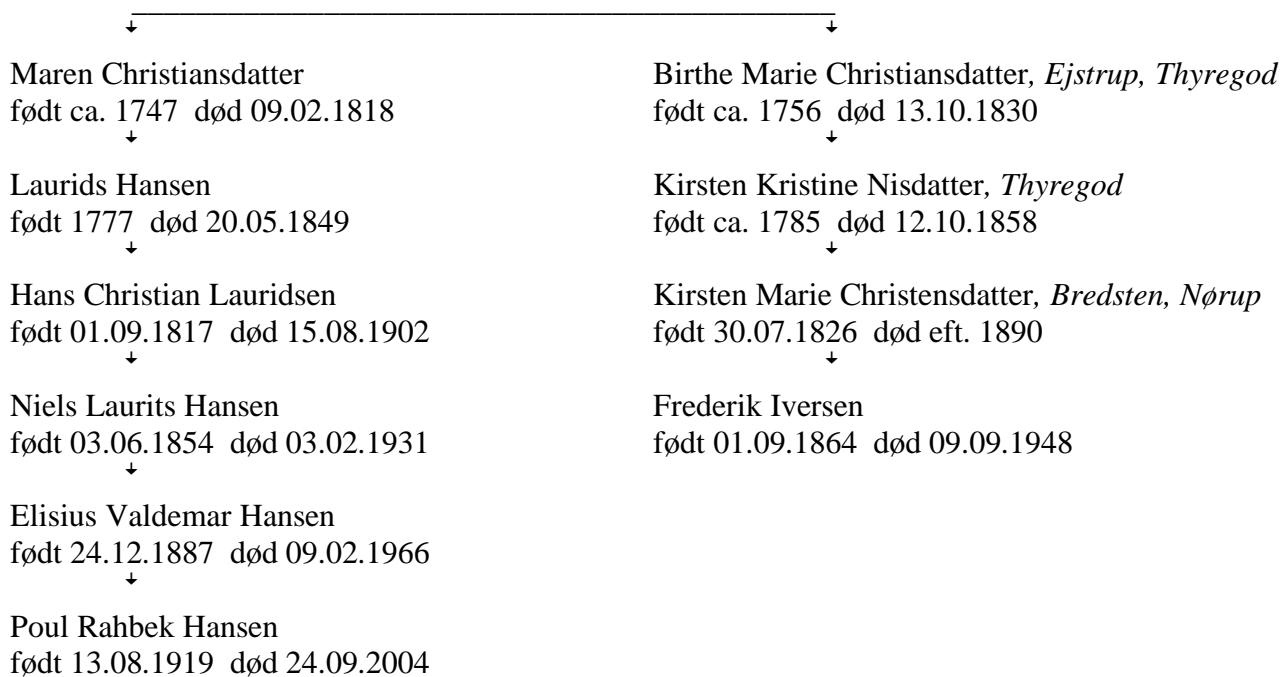 Maren Christiansdatter
født ca. 1747 død 09.02.1818
Laurids Hansen
født 1777 død 20.05.1849
Hans Christian Lauridsen
født 01.09.1817 død 15.08.1902
Niels Laurits Hansen
født 03.06.1854 død 03.02.1931
Elisius Valdemar Hansen
født 24.12.1887 død 09.02.1966
Poul Rahbek Hansen
født 13.08.1919 død 24.09.2004
Birthe Marie Christiansdatter, Ejstrup, Thyregod
født ca. 1756 død 13.10.1830
Kirsten Kristine Nisdatter, Thyregod
født ca. 1785 død 12.10.1858
Kirsten Marie Christensdatter, Bredsten, Nørup
født 30.07.1826 død eft. 1890
Frederik Iversen
født 01.09.1864 død 09.09.1948